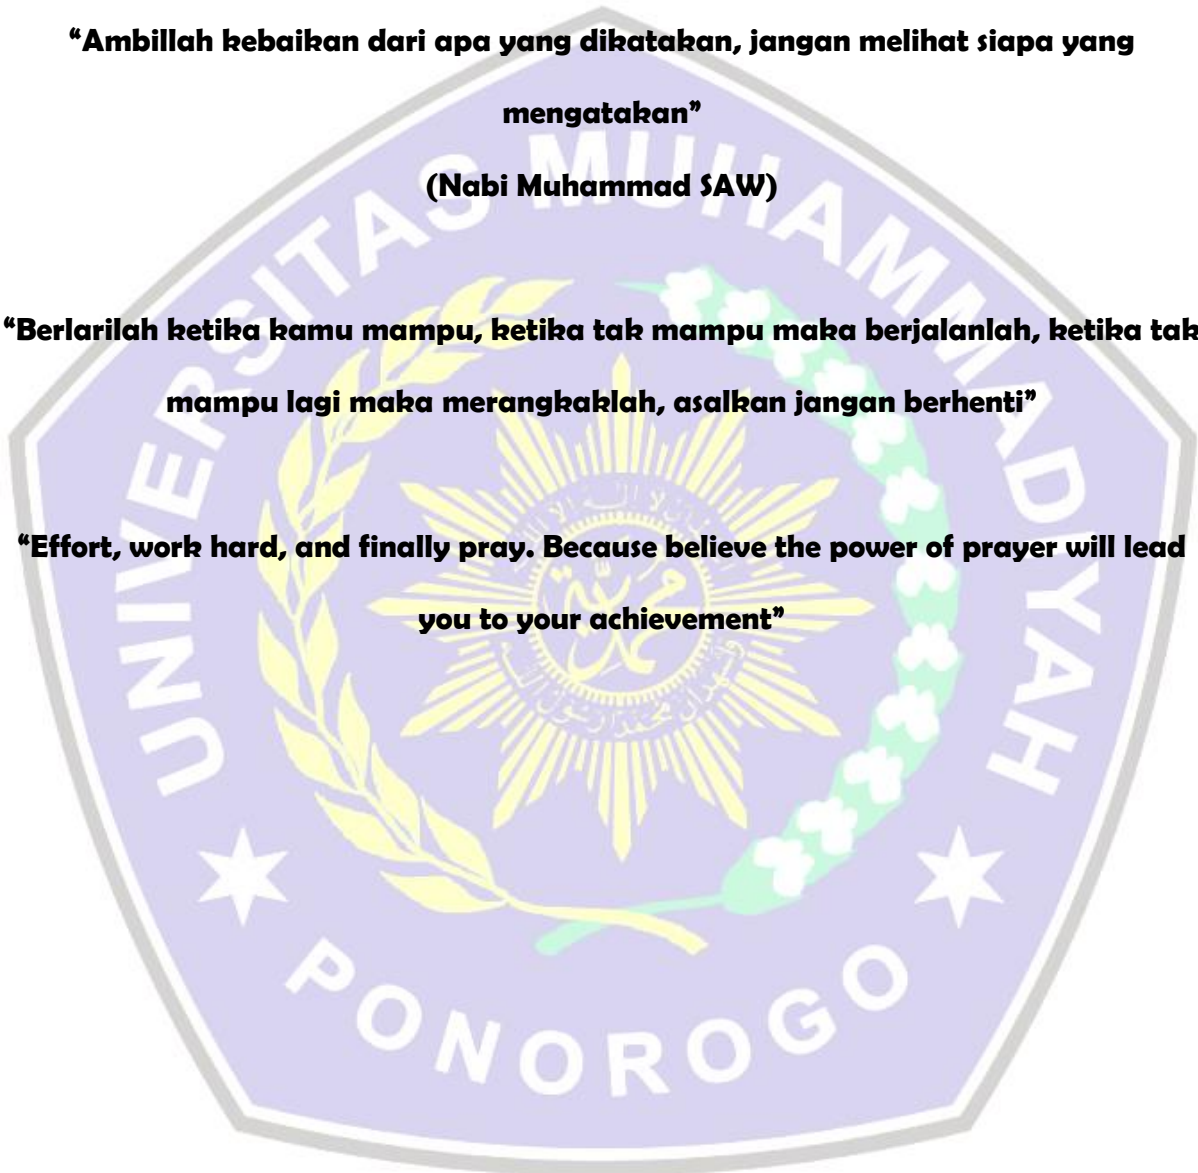 “Ambillah kebaikan dari apa yang dikatakan, jangan melihat siapa yang
mengatakan”
(Nabi Muhammad SAW)
“Berlarilah ketika kamu mampu, ketika tak mampu maka berjalanlah, ketika tak
mampu lagi maka merangkaklah, asalkan jangan berhenti”
“Effort, work hard, and finally pray. Because believe the power of prayer will lead
you to your achievement”
UNIVERSITAS MUHAMMADIYAH
PONOROGO
محمدية